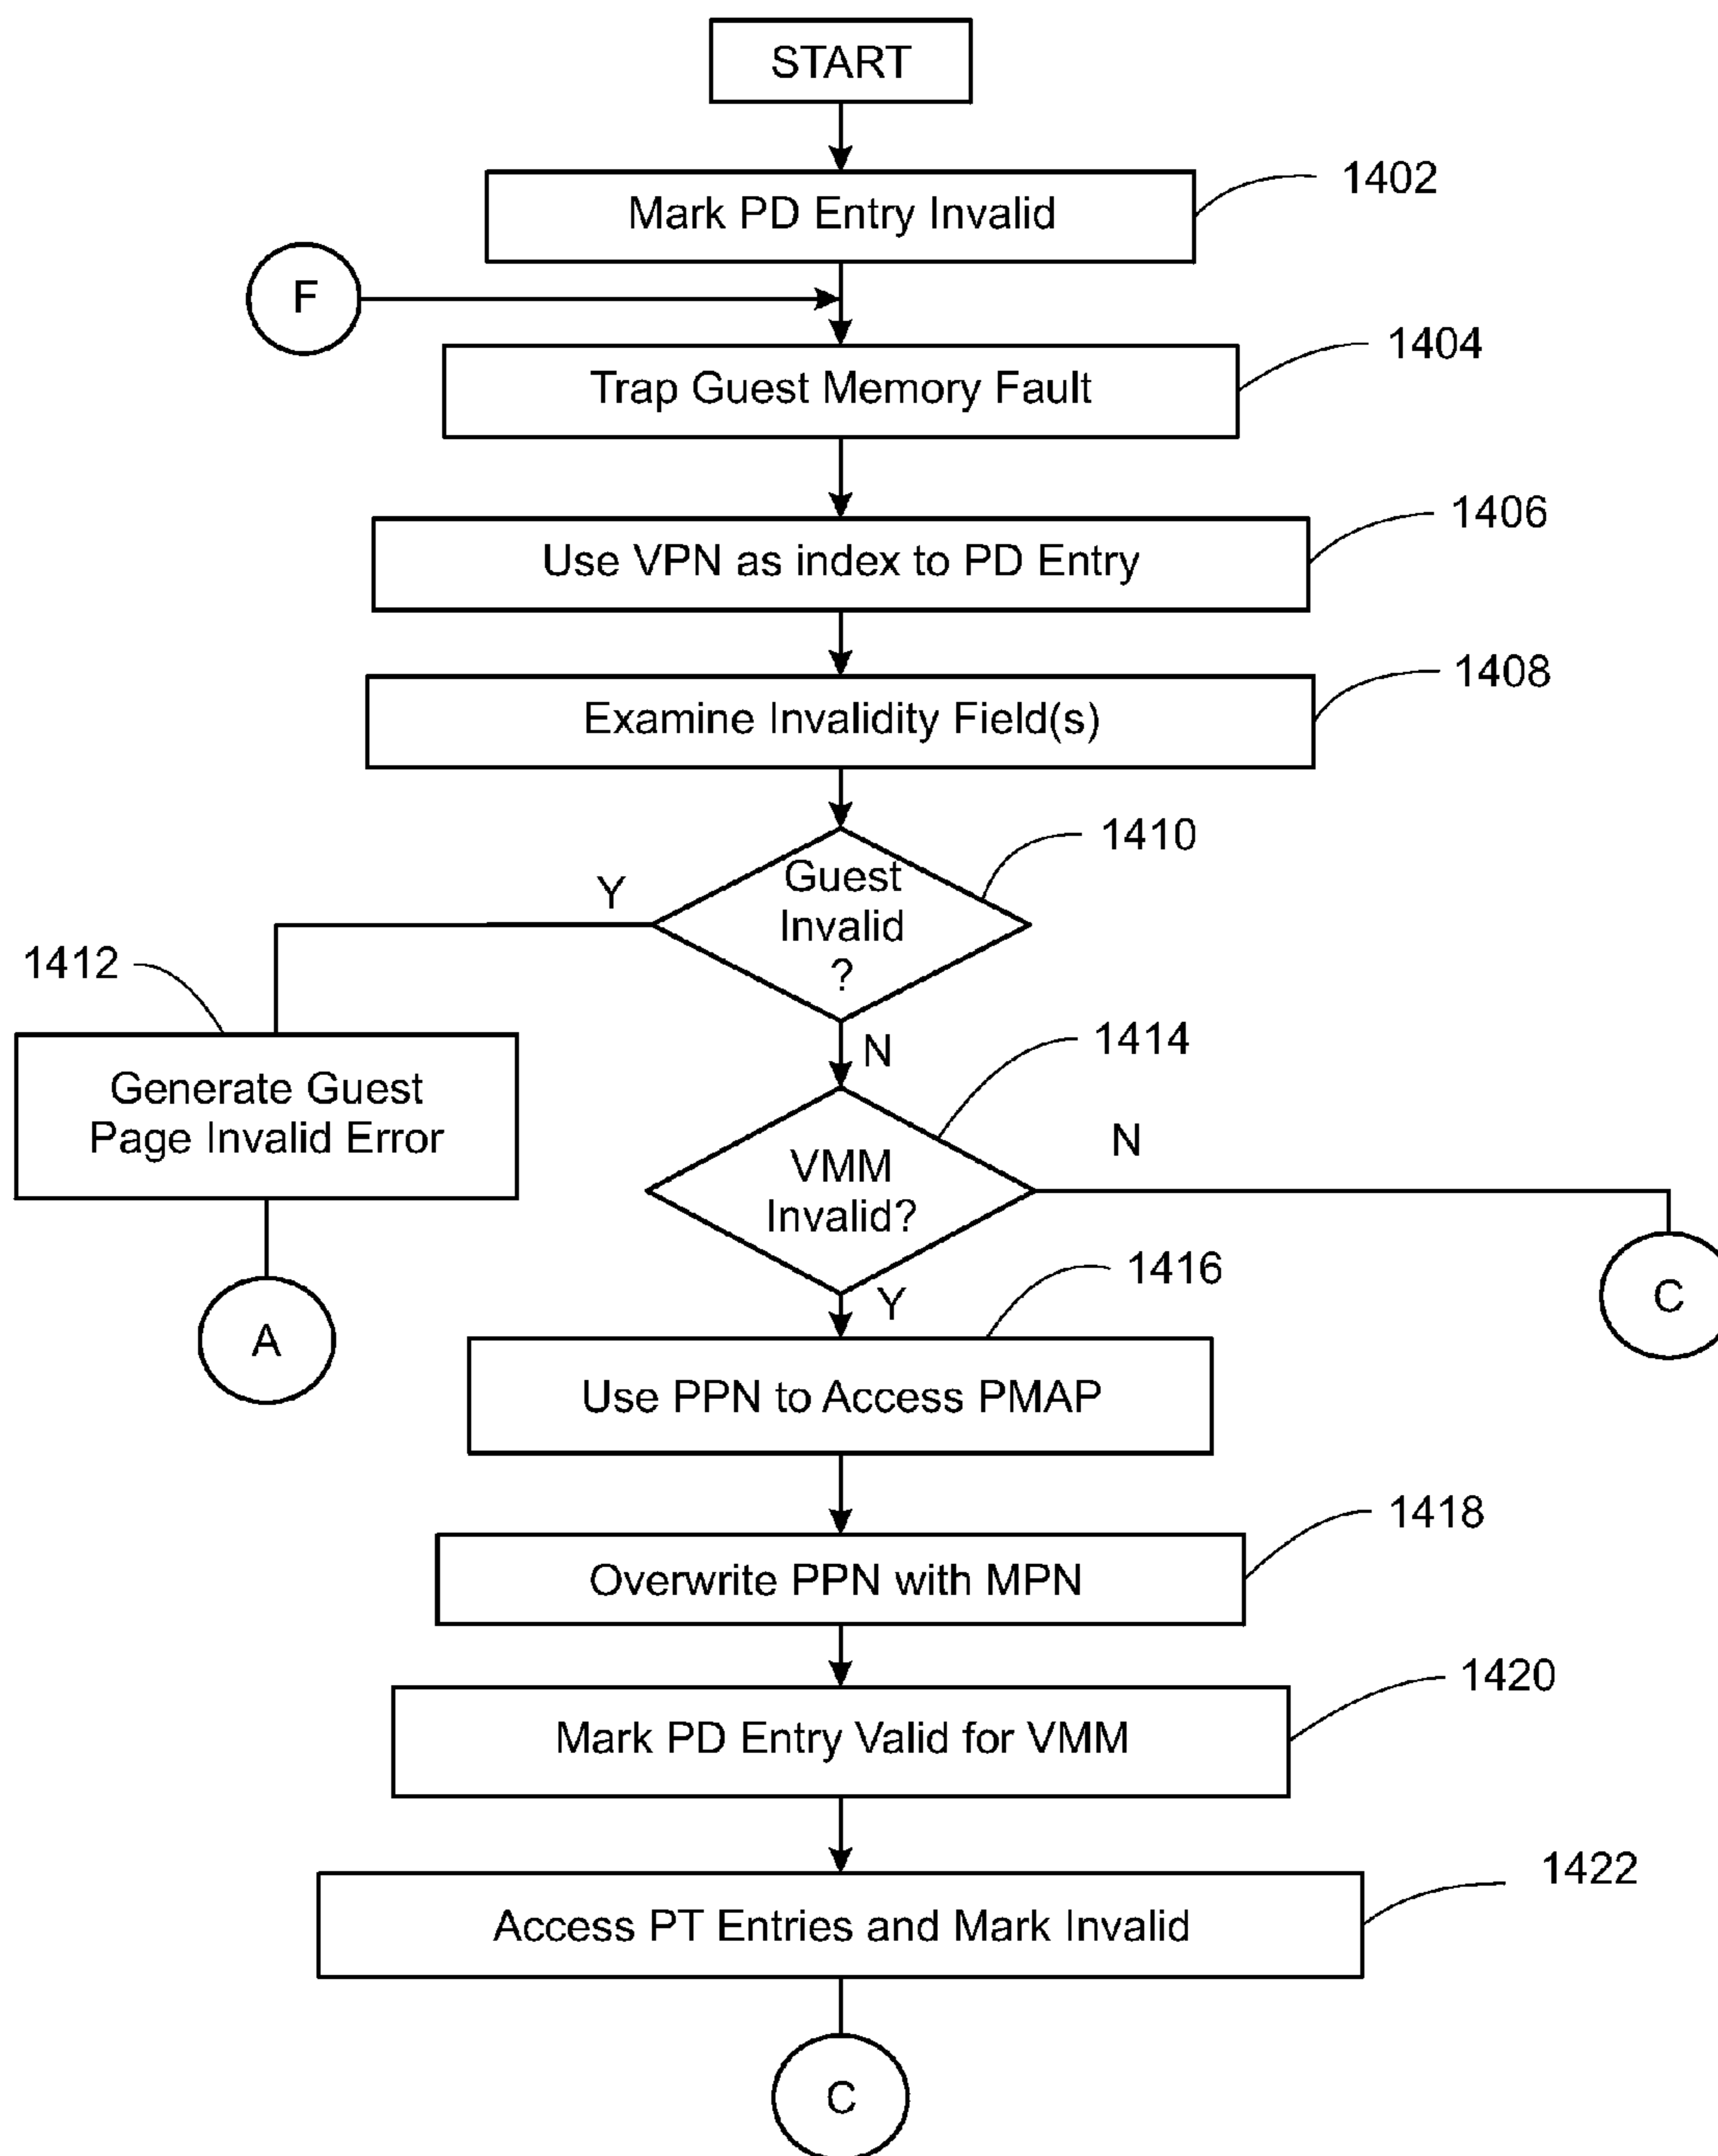 START
Mark PD Entry Invalid
1402
F
Trap Guest Memory Fault
1404
Use VPN as index to PD Entry
1406
Examine Invalidity Field(s)
1408
Guest
Invalid
?
1410
Y
1412
Generate Guest
Page Invalid Error
A
N
VMM
Invalid?
1414
N
C
Y
Use PPN to Access PMAP
1416
Overwrite PPN with MPN
1418
Mark PD Entry Valid for VMM
1420
Access PT Entries and Mark Invalid
1422
C